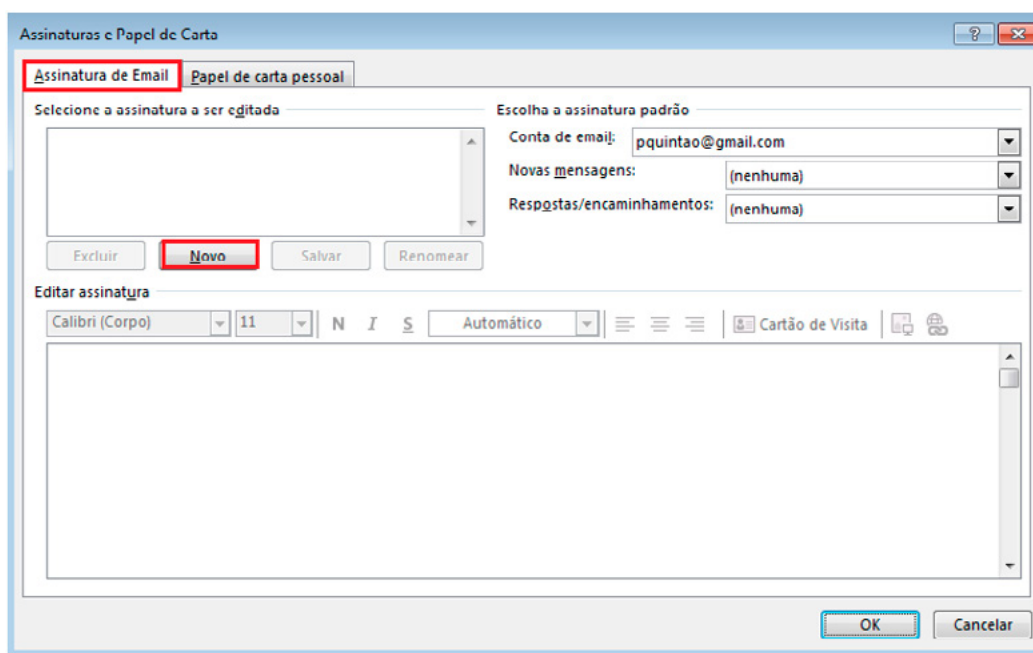 Assinaturas e Papel de Carta
Assinatura de Email Papel de carta pessoal
Selecione a assinatura a ser editada
Escolha a assinatura padrão
Conta de email: pquintao@gmail.com
Novas mensagens: (nenhuma)
Respostas/encaminhamentos: (nenhuma)
Excluir Novo Salvar Renomear
Editar assinatura
Calibri (Corpo) 11 N I S Automático Cartão de Visita
OK Cancelar